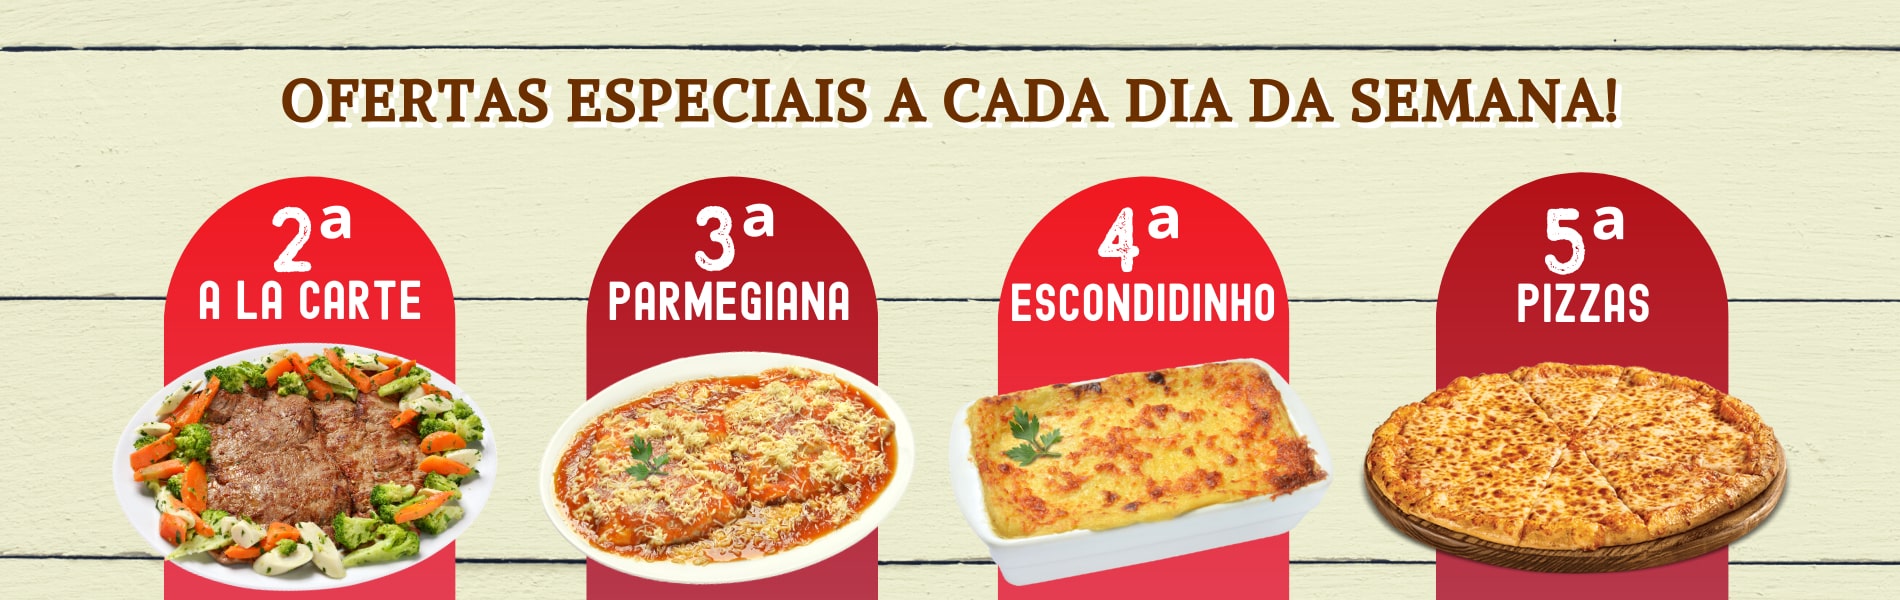 OFERTAS ESPECIAIS A CADA DIA DA SEMANA!
2ª
A LA CARTE
3ª
PARMEGIANA
4ª
ESCONDIDINHO
5ª
PIZZAS